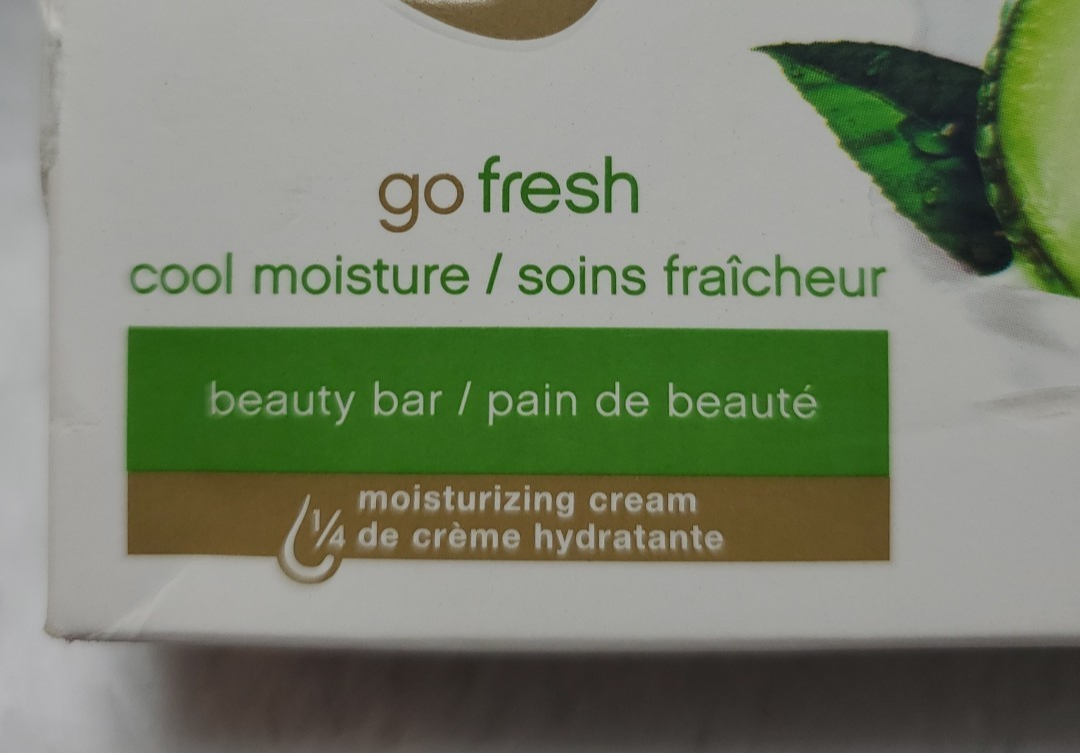 go fresh
cool moisture / soins fraîcheur
beauty bar / pain de beauté
1/4 moisturizing cream
de crème hydratante